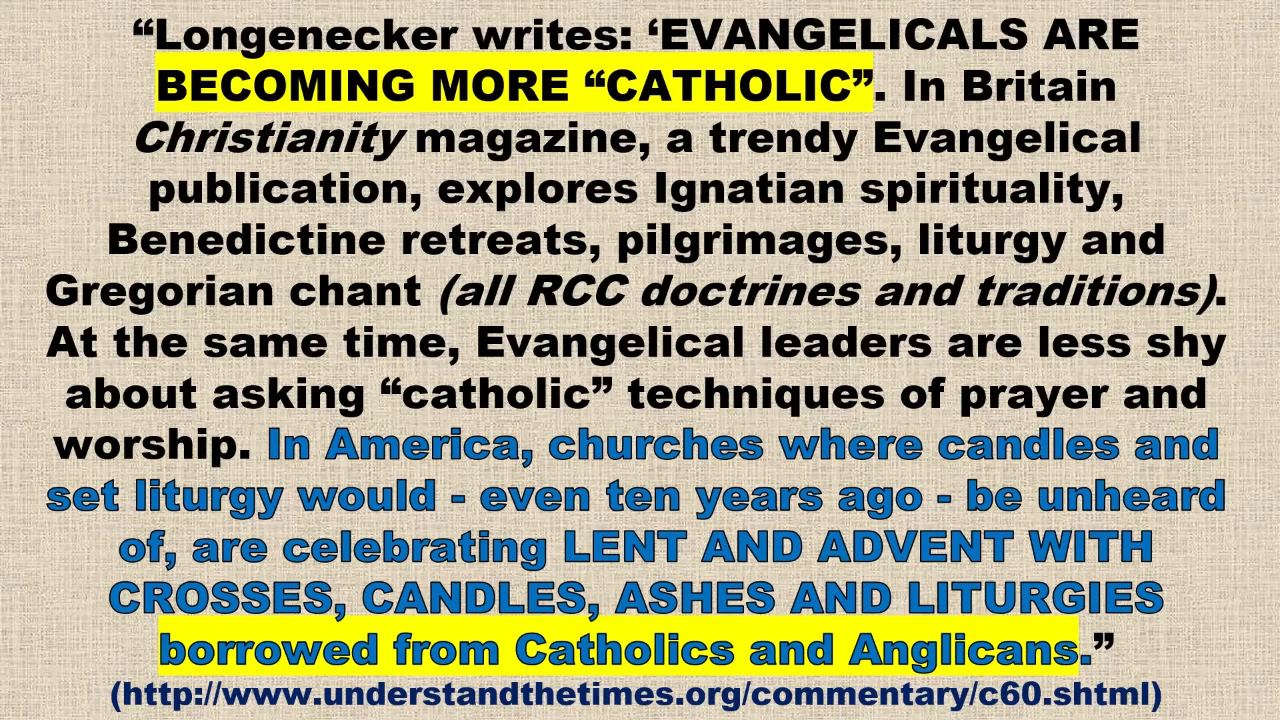 “Longenecker writes: ‘EVANGELICALS ARE
BECOMING MORE “CATHOLIC”. In Britain
Christianity magazine, a trendy Evangelical
publication, explores Ignatian spirituality,
Benedictine retreats, pilgrimages, liturgy and
Gregorian chant (all RCC doctrines and traditions).
At the same time, Evangelical leaders are less shy
about asking “catholic” techniques of prayer and
worship. In America, churches where candles and
set liturgy would - even ten years ago - be unheard
of, are celebrating LENT AND ADVENT WITH
CROSSES, CANDLES, ASHES AND LITURGIES
borrowed from Catholics and Anglicans.”
(http://www.understandthetimes.org/commentary/c60.shtml)